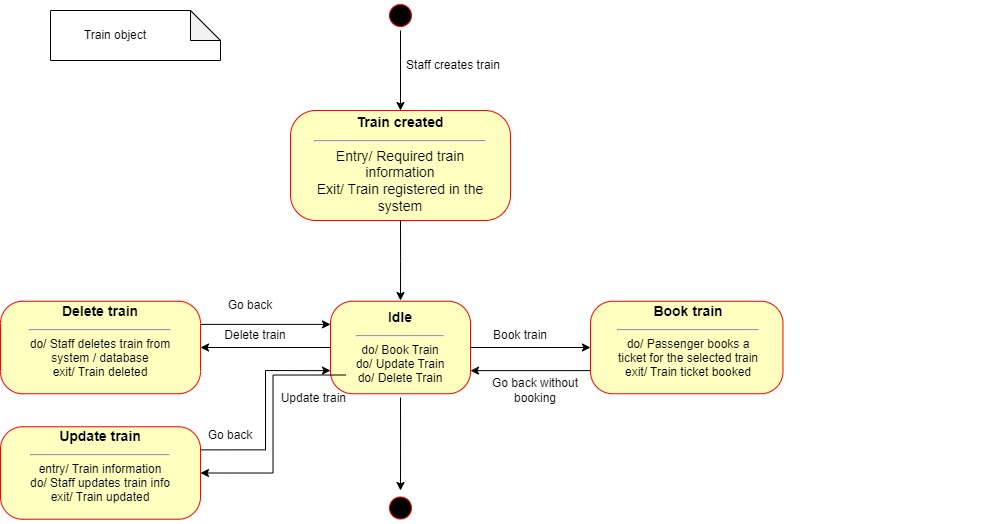 Train object
Staff creates train
Train created
Entry/ Required train
information
Exit/ Train registered in the
system
Delete train
do/ Staff deletes train from
system / database
exit/ Train deleted
Go back
Delete train
Idle
do/ Book Train
do/ Update Train
do/ Delete Train
Book train
Go back without
booking
Book train
do/ Passenger books a
ticket for the selected train
exit/ Train ticket booked
Update train
Go back
Update train
entry/ Train information
do/ Staff updates train info
exit/ Train updated